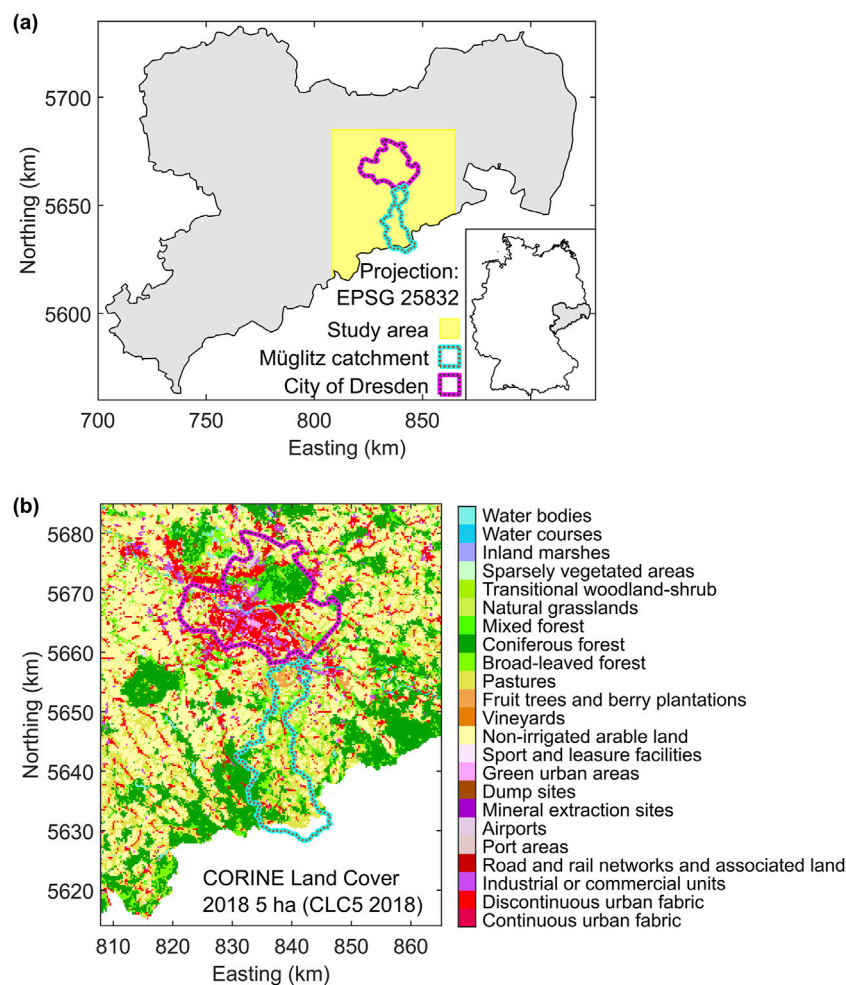 (a)
5700
5650
5600
Northing (km)
Projection:
EPSG 25832
Study area
Müglitz catchment
City of Dresden
700
750
800
850
Easting (km)
(b)
5680
5670
5660
5650
5640
5630
5620
Northing (km)
CORINE Land Cover
2018 5 ha (CLC5 2018)
810
820
830
840
850
860
Easting (km)
Water bodies
Water courses
Inland marshes
Sparsely vegetated areas
Transitional woodland-shrub
Natural grasslands
Mixed forest
Coniferous forest
Broad-leaved forest
Pastures
Fruit trees and berry plantations
Vineyards
Non-irrigated arable land
Sport and leasure facilities
Green urban areas
Dump sites
Mineral extraction sites
Airports
Port areas
Road and rail networks and associated land
Industrial or commercial units
Discontinuous urban fabric
Continuous urban fabric